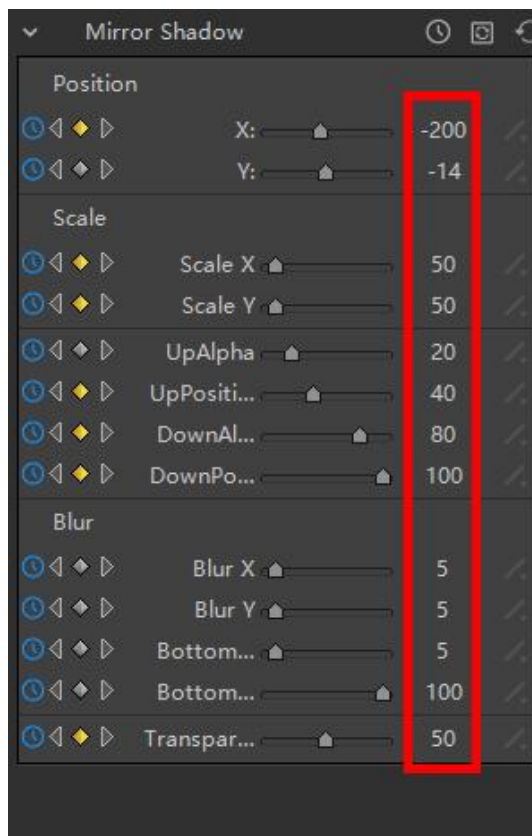 Mirror Shadow
Position
X: -200
Y: -14
Scale
Scale X 50
Scale Y 50
UpAlpha 20
UpPositi... 40
DownAl... 80
DownPo... 100
Blur
Blur X 5
Blur Y 5
Bottom... 5
Bottom... 100
Transpar... 50